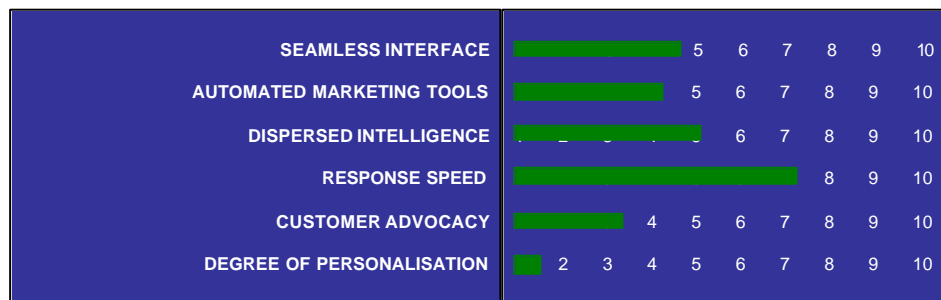 SEAMLESS INTERFACE 5 6 7 8 9 10
AUTOMATED MARKETING TOOLS 5 6 7 8 9 10
DISPERSED INTELLIGENCE 6 7 8 9 10
RESPONSE SPEED 8 9 10
CUSTOMER ADVOCACY 4 5 6 7 8 9 10
DEGREE OF PERSONALISATION 2 3 4 5 6 7 8 9 10